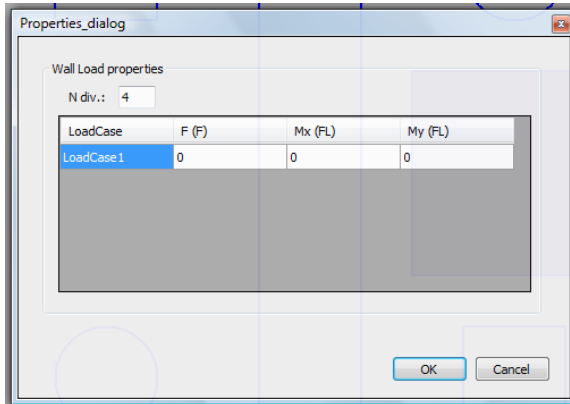 Properties_dialog
Wall Load properties
N div.: 4
LoadCase F (F) Mx (FL) My (FL)
LoadCase1 0 0 0
OK Cancel